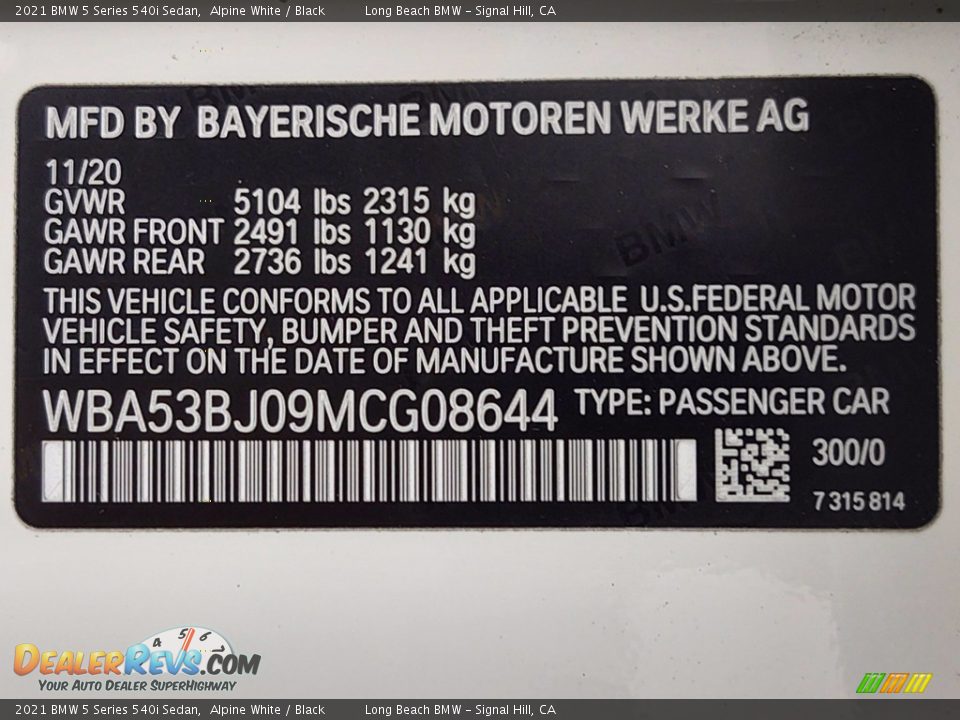 2021 BMW 5 Series 540i Sedan,  Alpine White / Black          Long Beach BMW – Signal Hill, CA
MFD BY BAYERISCHE MOTOREN WERKE AG
11/20
GVWR 5104 lbs 2315 kg
GAWR FRONT 2491 lbs 1130 kg
GAWR REAR 2736 lbs 1241 kg
THIS VEHICLE CONFORMS TO ALL APPLICABLE U.S.FEDERAL MOTOR
VEHICLE SAFETY, BUMPER AND THEFT PREVENTION STANDARDS
IN EFFECT ON THE DATE OF MANUFACTURE SHOWN ABOVE.
WBA53BJ09MCG08644 TYPE: PASSENGER CAR
300/0
7 315 814
4 5 6
DEALERREVS.COM
YOUR AUTO DEALER SUPERHIGHWAY
2021 BMW 5 Series 540i Sedan,  Alpine White / Black          Long Beach BMW – Signal Hill, CA